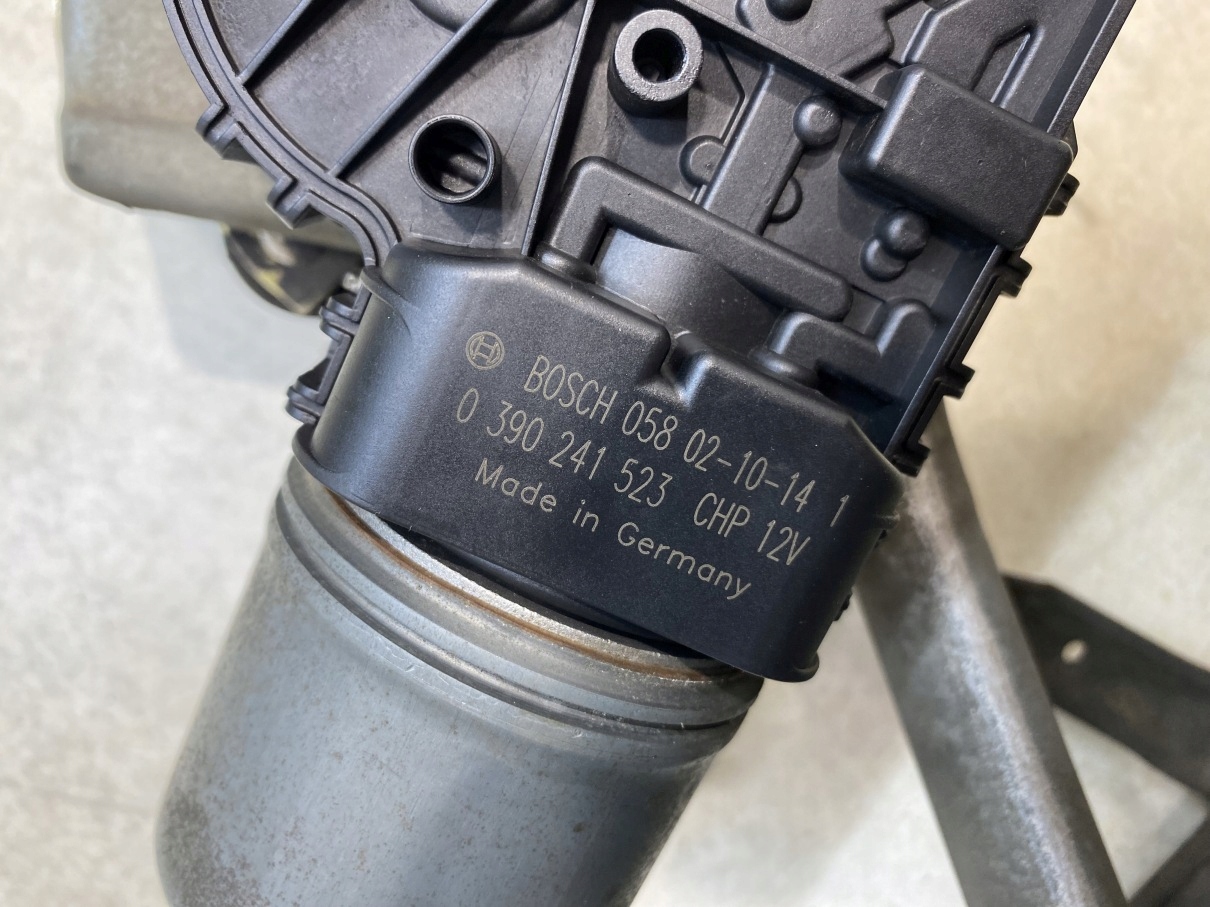 BOSCH 058 02-10-14 1
0 390 241 523 CHP 12V
Made in Germany